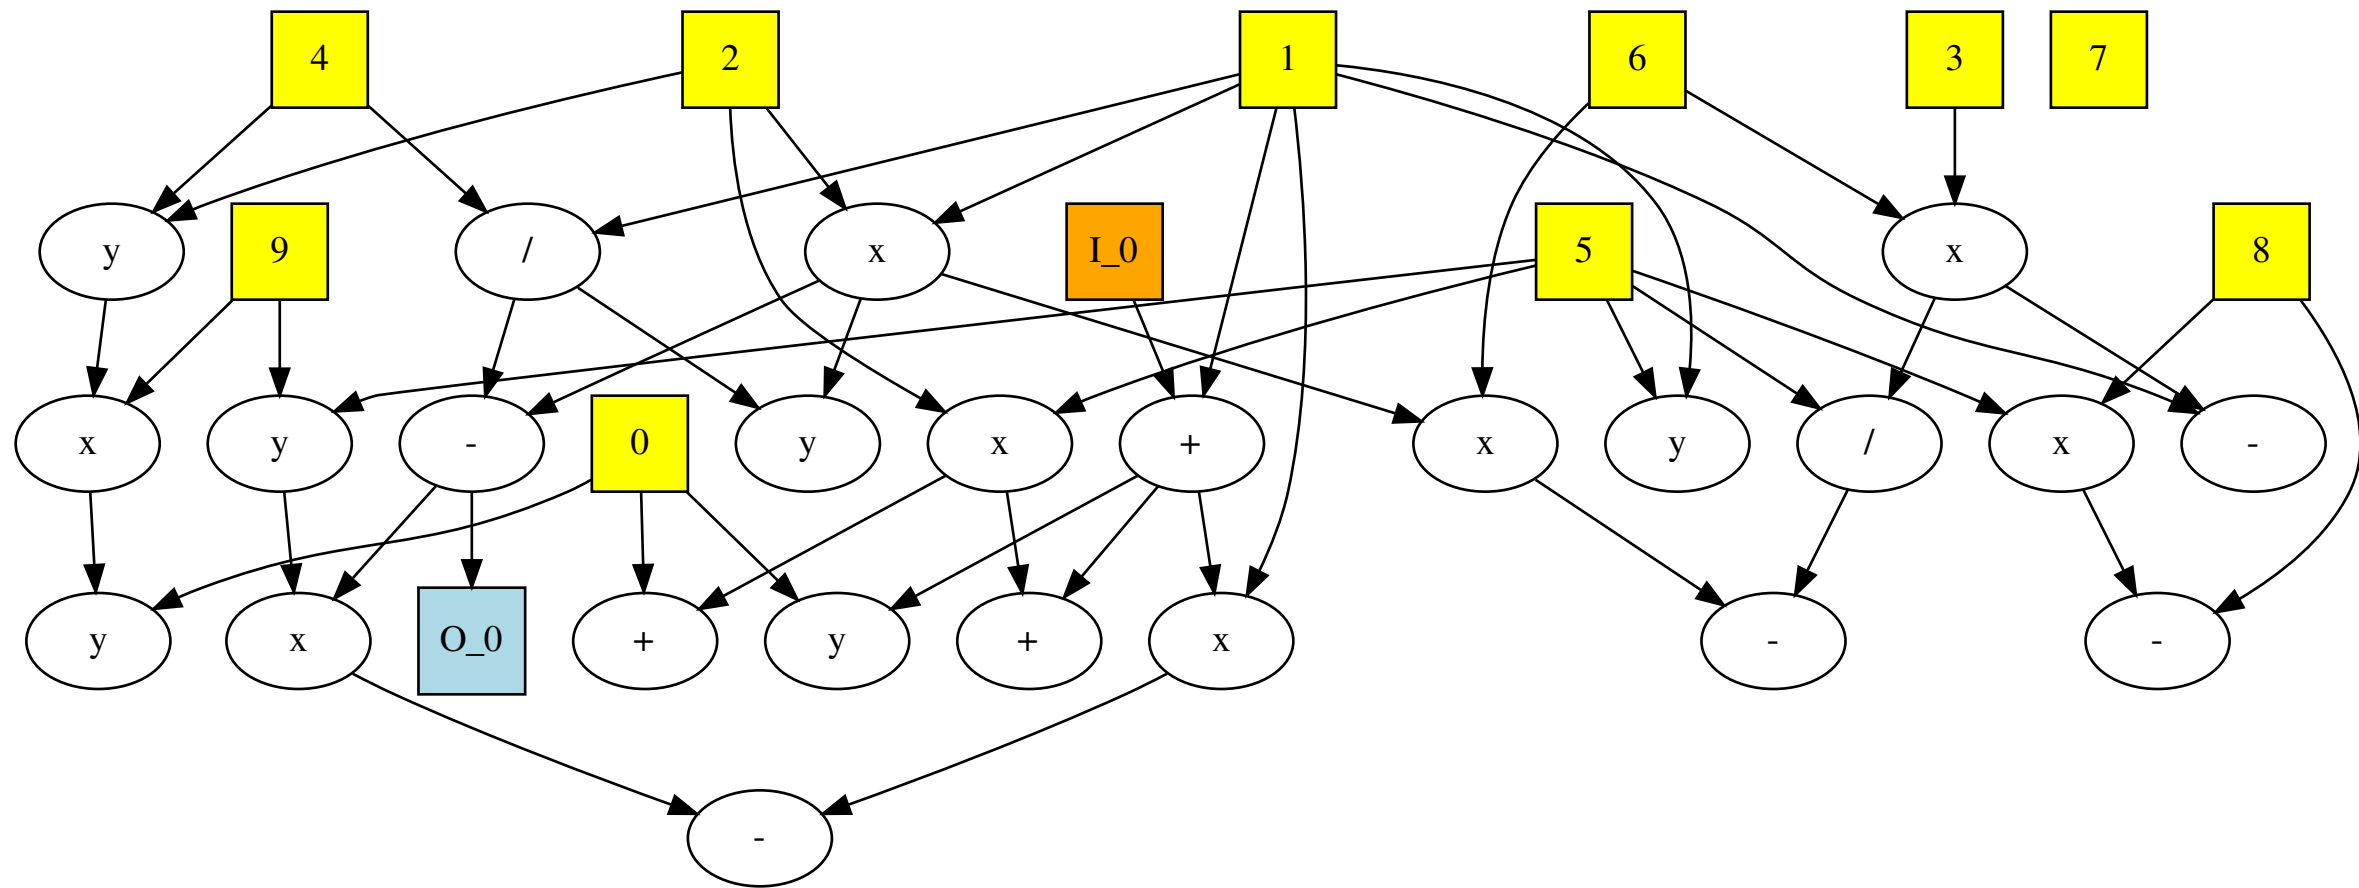 4 2 1 6 3 7
y 9 / x I_0 5 x 8
x y - 0 y x + x y / x -
y x O_0 + y + x - -
-